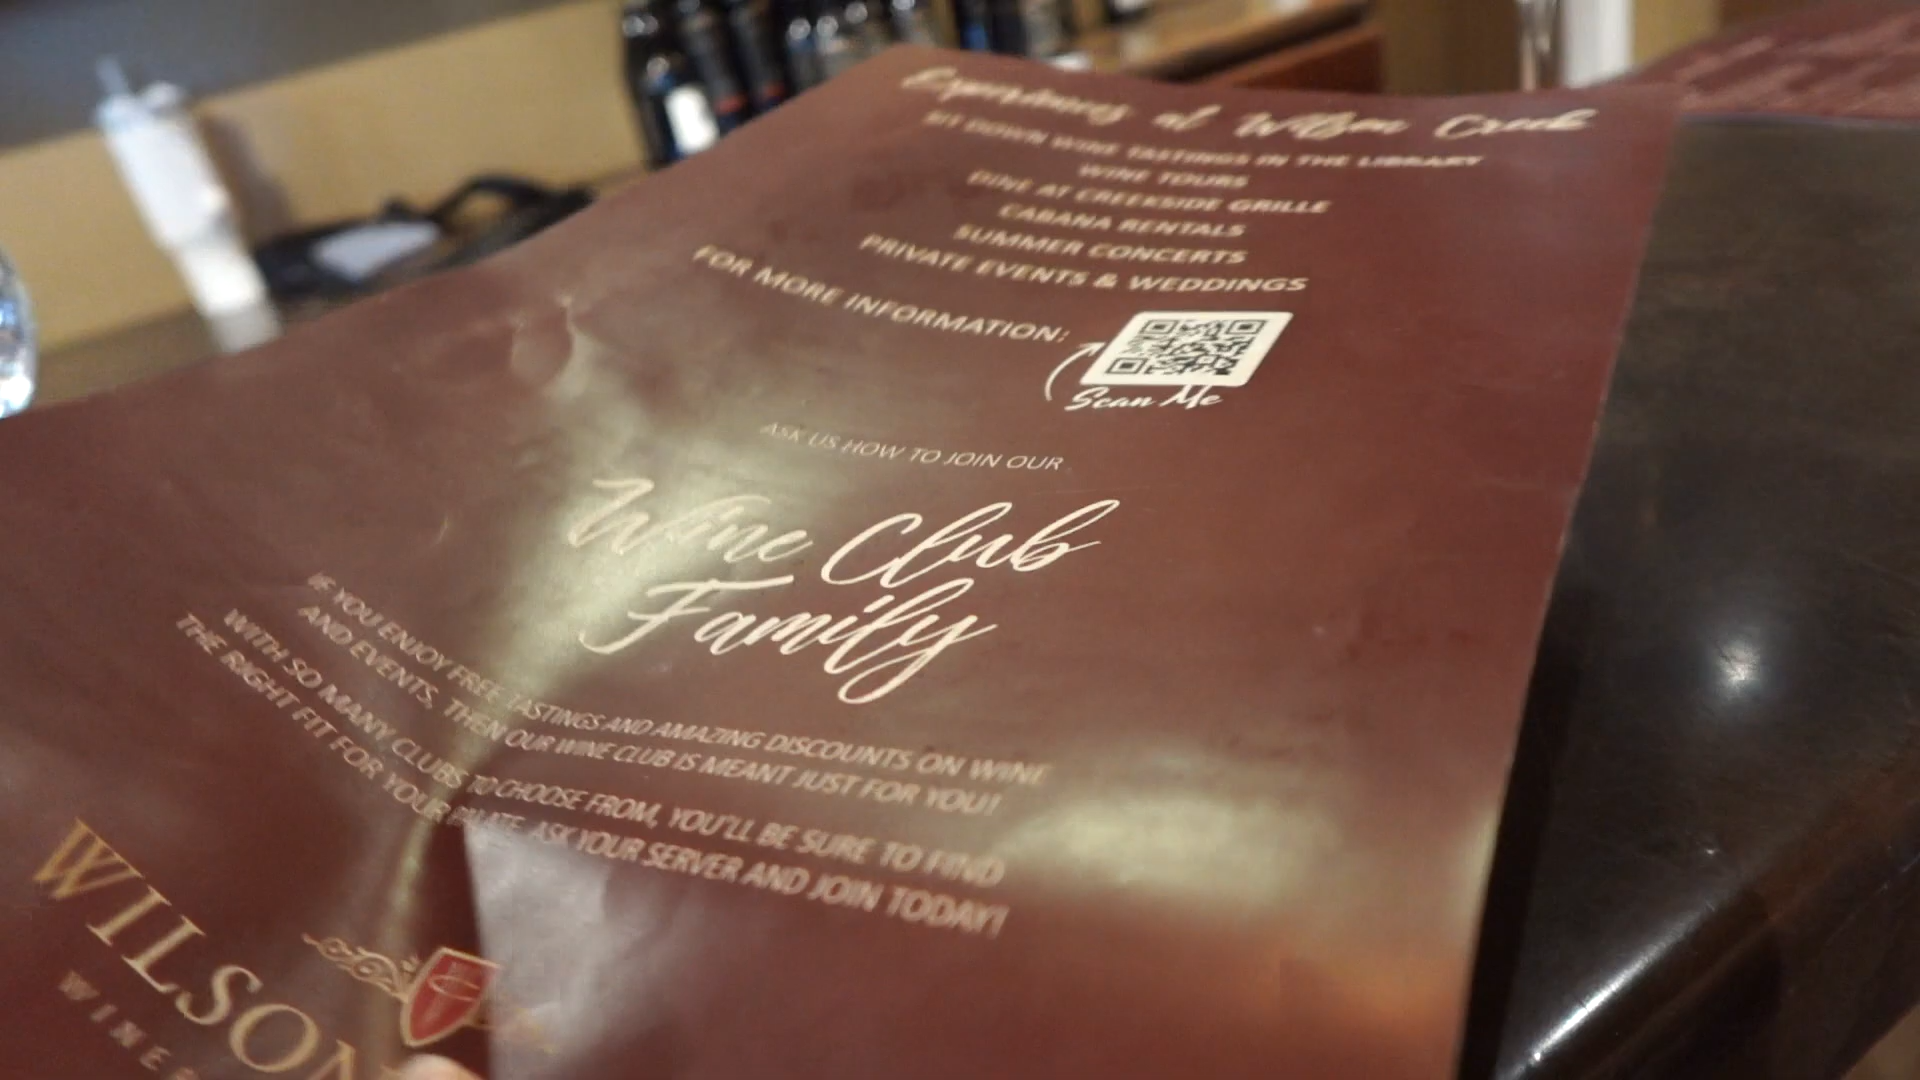 Experiences at Wilson Creek
SIT DOWN WINE TASTINGS IN THE LIBRARY
WINE TOURS
DINE AT CREEKSIDE GRILLE
CABANA RENTALS
SUMMER CONCERTS
PRIVATE EVENTS & WEDDINGS
FOR MORE INFORMATION:
Scan Me
ASK US HOW TO JOIN OUR
Wine Club
Family
IF YOU ENJOY FREE TASTINGS AND AMAZING DISCOUNTS ON WINE
AND EVENTS, THEN OUR WINE CLUB IS MEANT JUST FOR YOU!
WITH SO MANY CLUBS TO CHOOSE FROM, YOU'LL BE SURE TO FIND
THE RIGHT FIT FOR YOUR PALATE. ASK YOUR SERVER AND JOIN TODAY!
WILSON
WINE